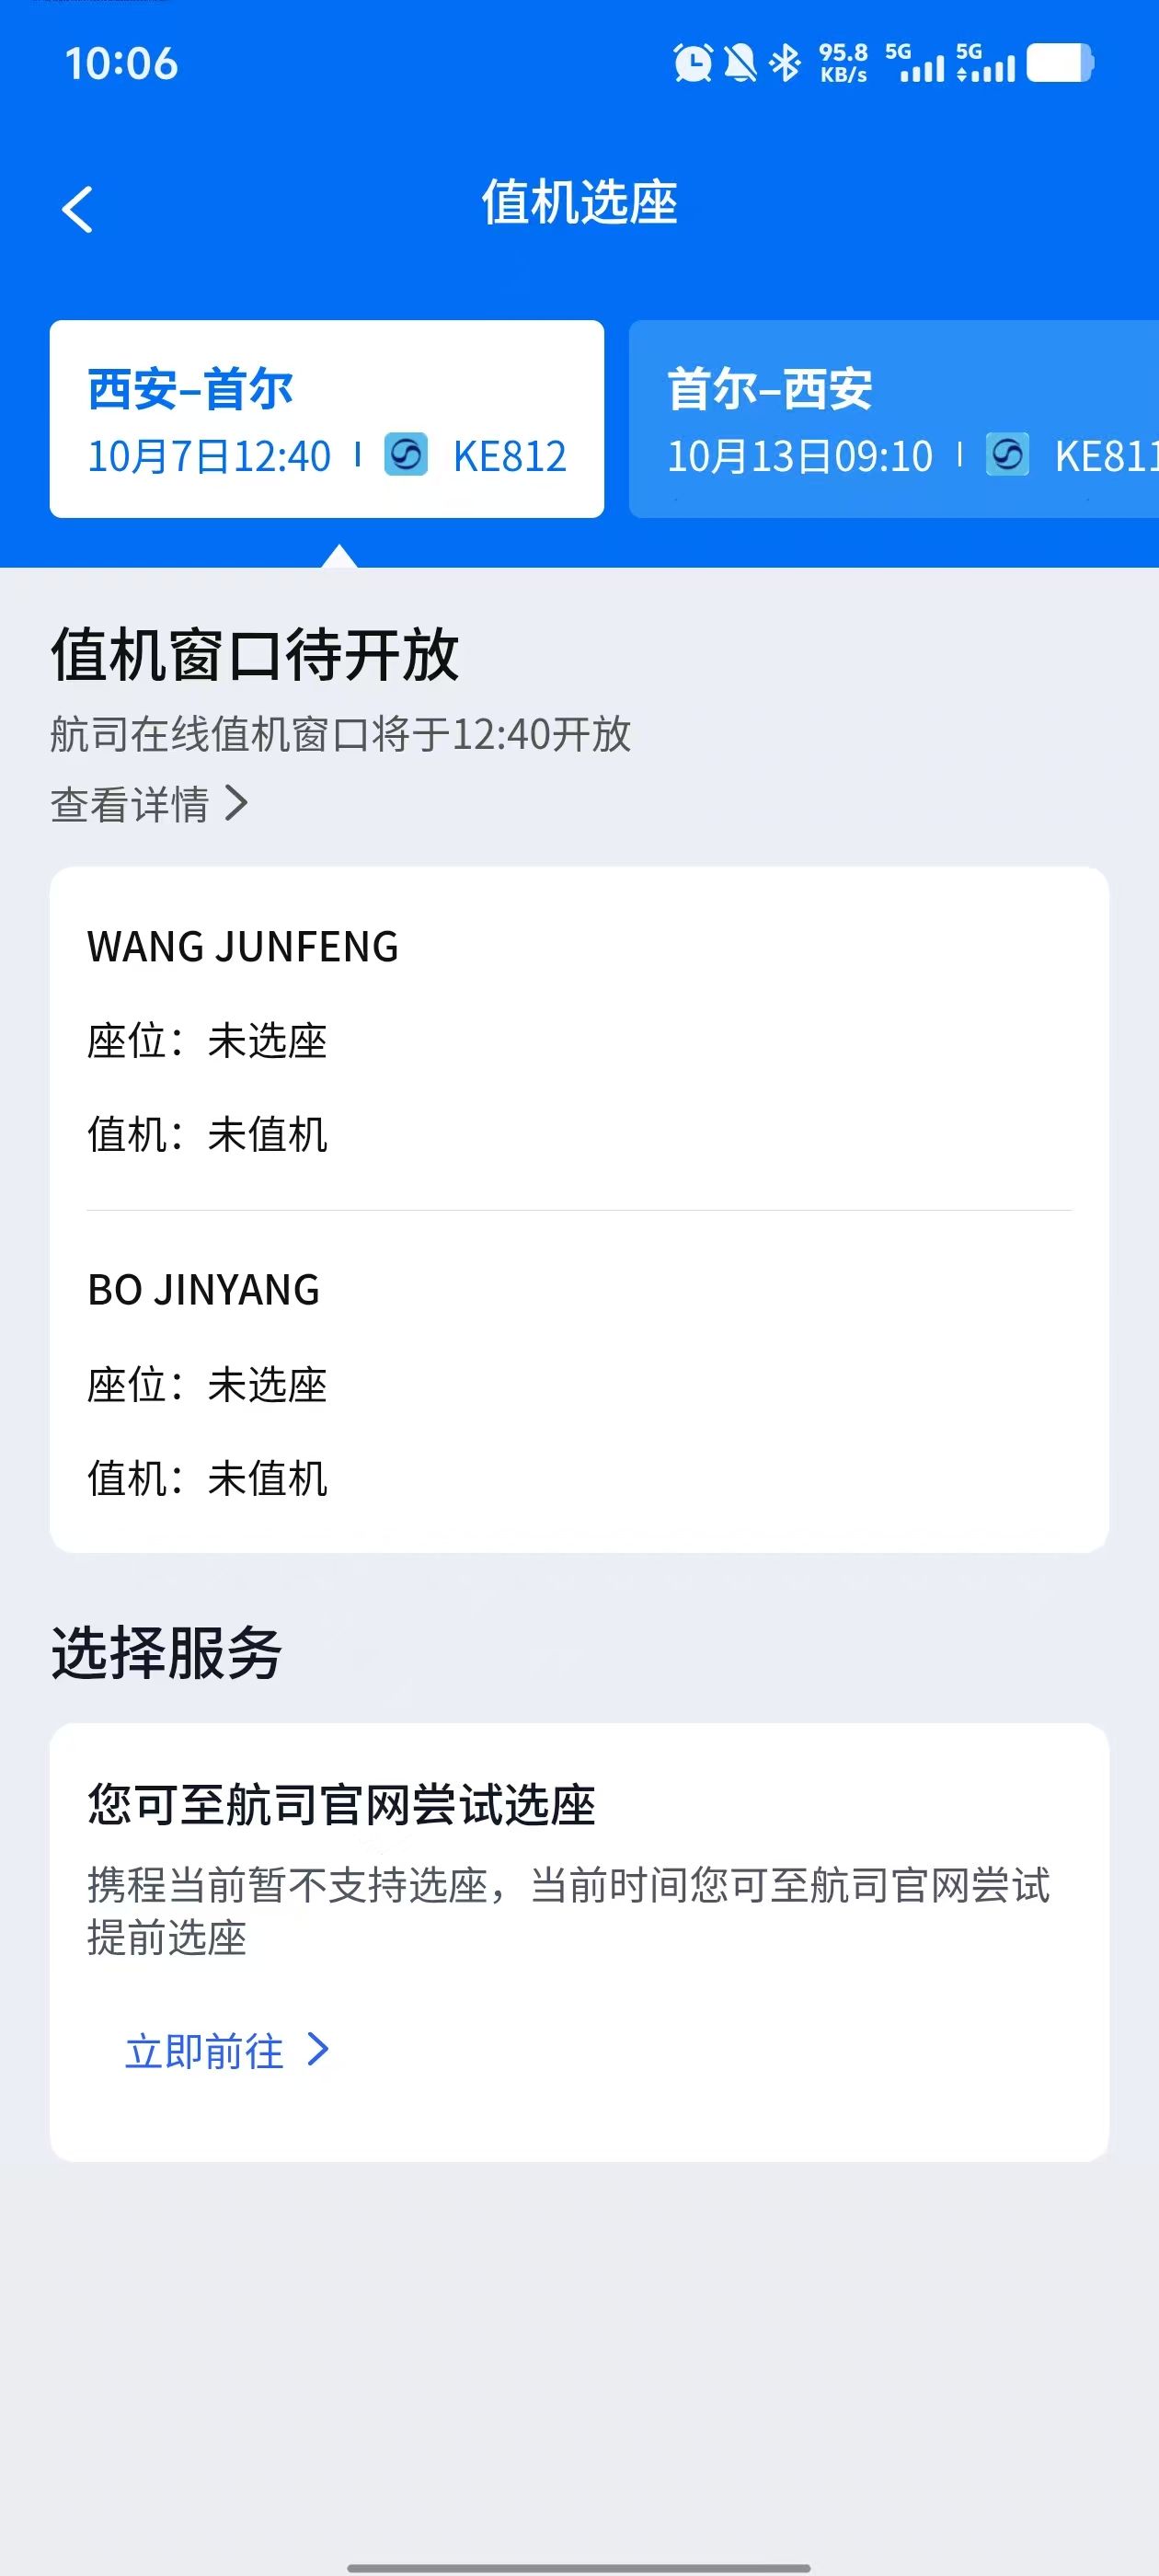 10:06
95.8 KB/s 5G 5G
值机选座
西安–首尔
10月7日12:40 KE812
首尔–西安
10月13日09:10 KE811
值机窗口待开放
航司在线值机窗口将于12:40开放
查看详情
WANG JUNFENG
座位：未选座
值机：未值机
BO JINYANG
座位：未选座
值机：未值机
选择服务
您可至航司官网尝试选座
携程当前暂不支持选座，当前时间您可至航司官网尝试
提前选座
立即前往